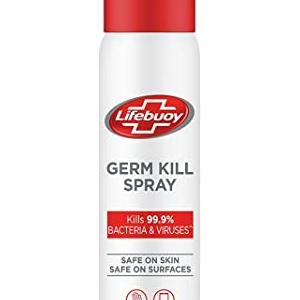 Lifebuoy
GERM KILL
SPRAY
Kills 99.9%
BACTERIA & VIRUSES^
SAFE ON SKIN
SAFE ON SURFACES